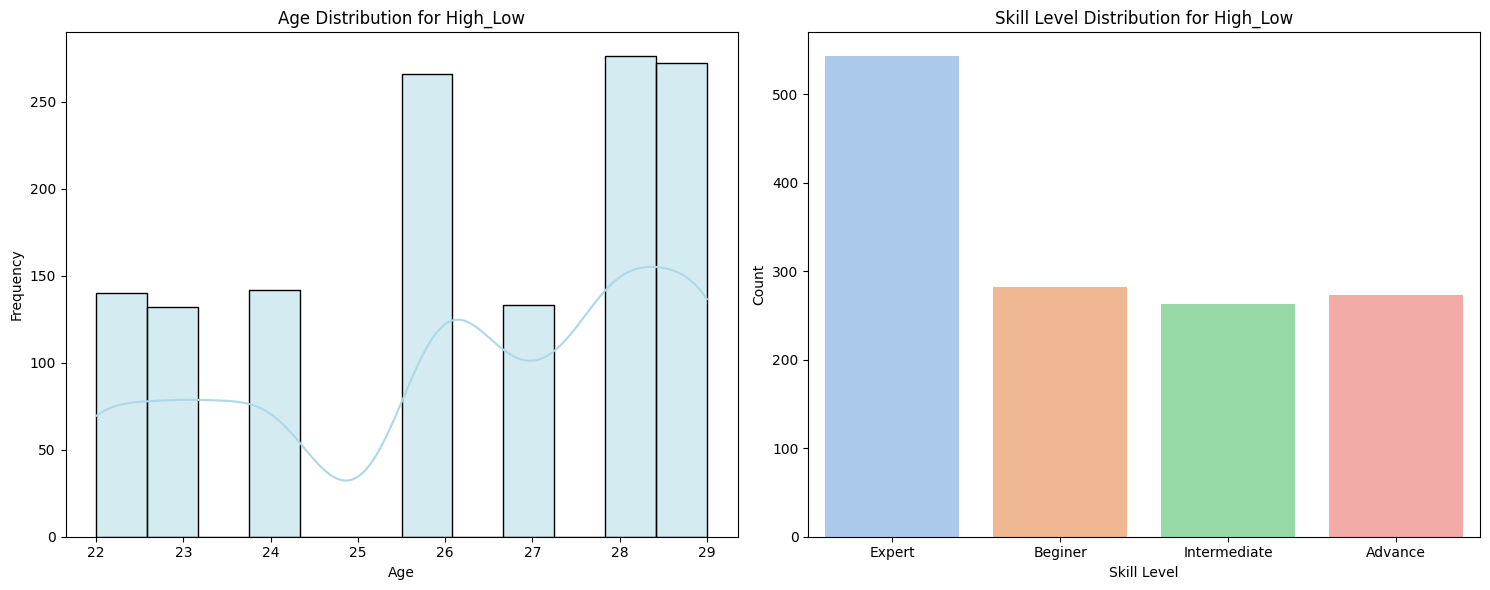 Age Distribution for High_Low
Frequency
250
200
150
100
50
0
22 23 24 25 26 27 28 29
Age
Skill Level Distribution for High_Low
Count
500
400
300
200
100
0
Expert Beginer Intermediate Advance
Skill Level